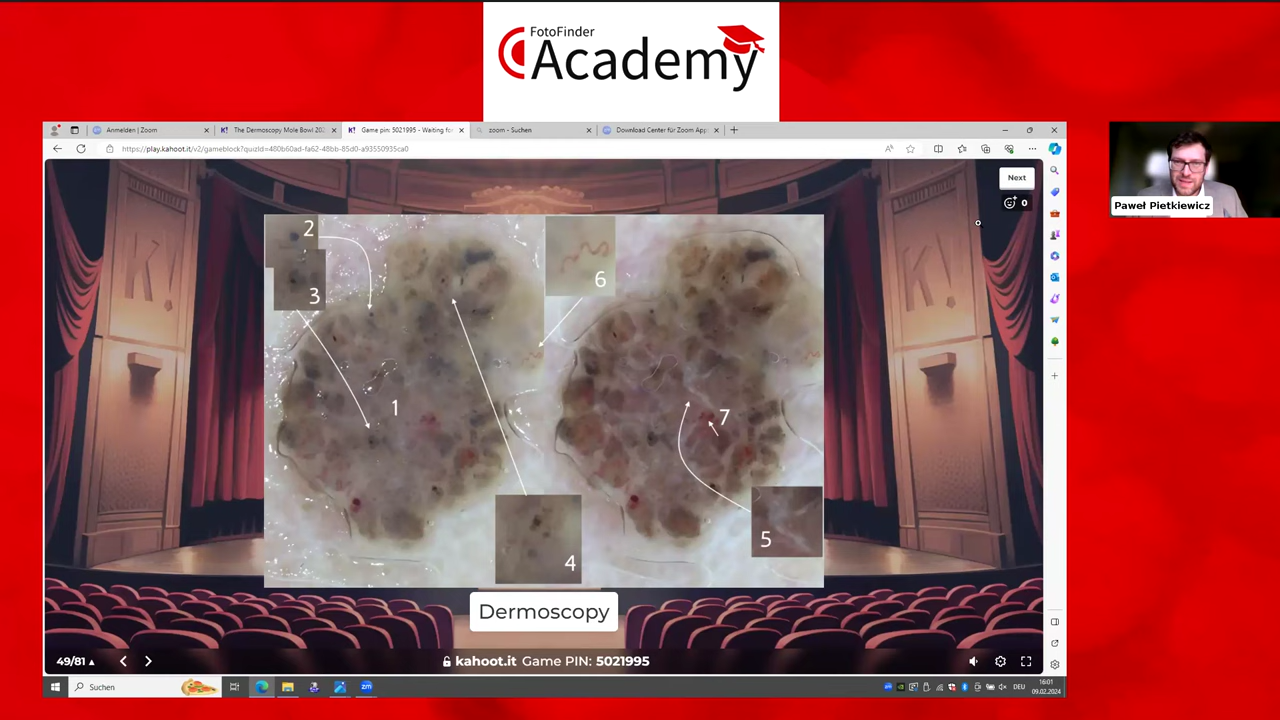 FotoFinder
Academy
Anmelden | Zoom
The Dermoscopy Mole Bowl 202
Game pin: 5021995 - Waiting fo
zoom - Suchen
Download Center für Zoom App
https://play.kahoot.it/v2/gameblock?quizId=480b60ad-fa62-48bb-85d0-a93550935ca0
Next
0
Paweł Pietkiewicz
K!
K!
2
3
6
1
7
5
4
Dermoscopy
49/81
kahoot.it Game PIN: 5021995
Suchen
zm
DEU
16:01
09.02.2024